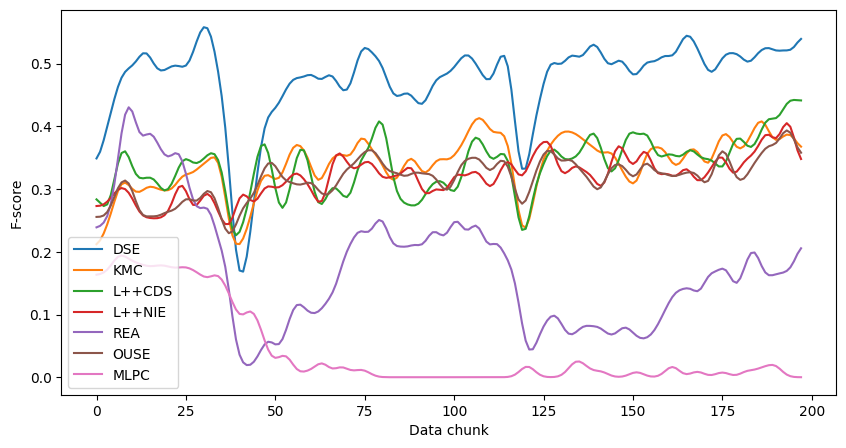 F-score
0.5
0.4
0.3
0.2
0.1
0.0
DSE
KMC
L++CDS
L++NIE
REA
OUSE
MLPC
0 25 50 75 100 125 150 175 200
Data chunk